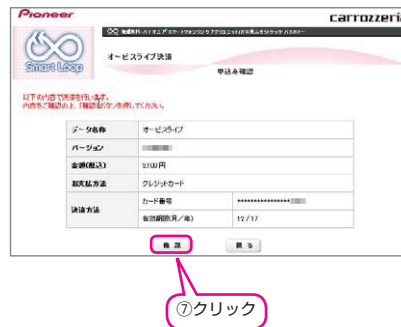 Pioneer
carrozzeria
Smart Loop
オービスライブ決済
申込み確認
以下の内容で決済を行います。
内容をご確認の上、「確認」ボタンを押してください。
データ名称 オービスライブ
バージョン
金額(税込) 2,100円
お支払方法 クレジットカード
決済方法
カード番号 ****************
有効期限(月/年) 12/17
確認 戻る
⑦クリック